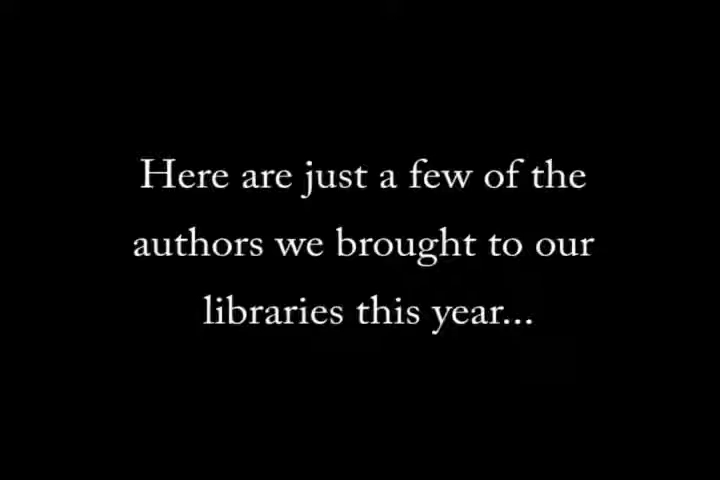 Here are just a few of the
authors we brought to our
libraries this year...